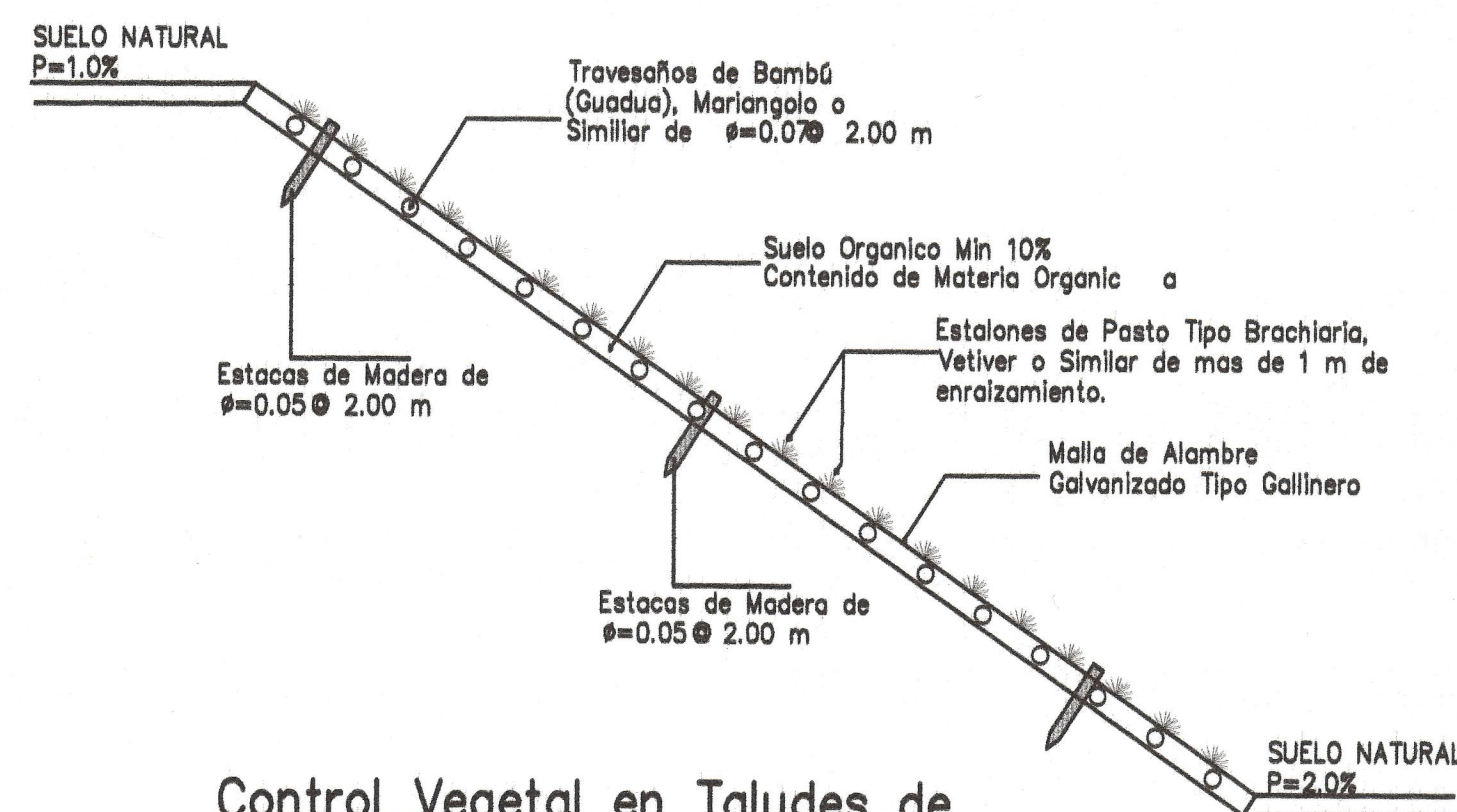 SUELO NATURAL
P=1.0%
Travesaños de Bambú
(Guadua), Mariangolo o
Similiar de ø=0.07@ 2.00 m
Suelo Organico Min 10%
Contenido de Materia Organic a
Estalones de Pasto Tipo Brachiaria,
Vetiver o Similar de mas de 1 m de
enraizamiento.
Estacas de Madera de
ø=0.05@ 2.00 m
Malla de Alambre
Galvanizado Tipo Gallinero
Estacas de Madera de
ø=0.05@ 2.00 m
SUELO NATURAL
P=2.0%
Control Vegetal en Taludes de